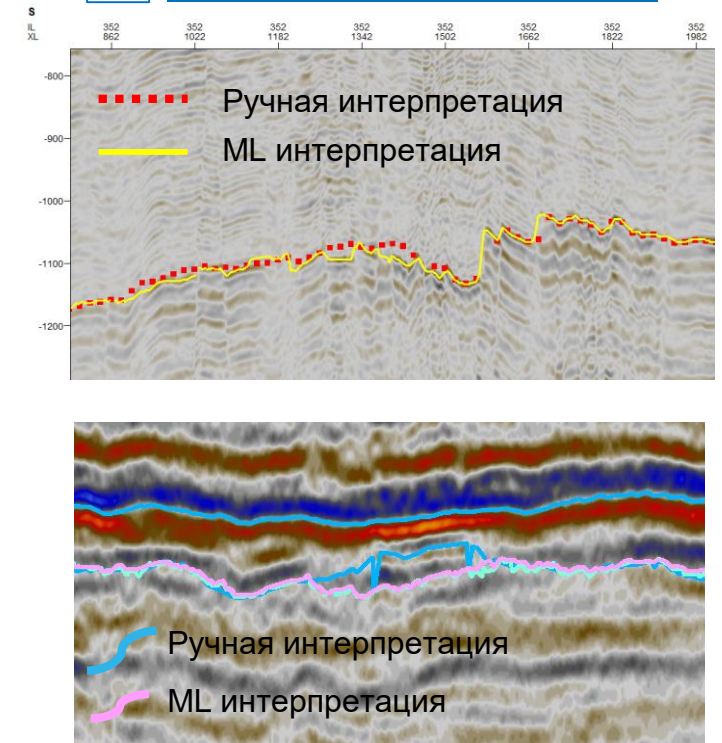 S
IL 352 352 352 352 352 352 352 352
XL 862 1022 1182 1342 1502 1662 1822 1982
-800
Ручная интерпретация
-900
ML интерпретация
-1000
-1100
-1200
Ручная интерпретация
ML интерпретация